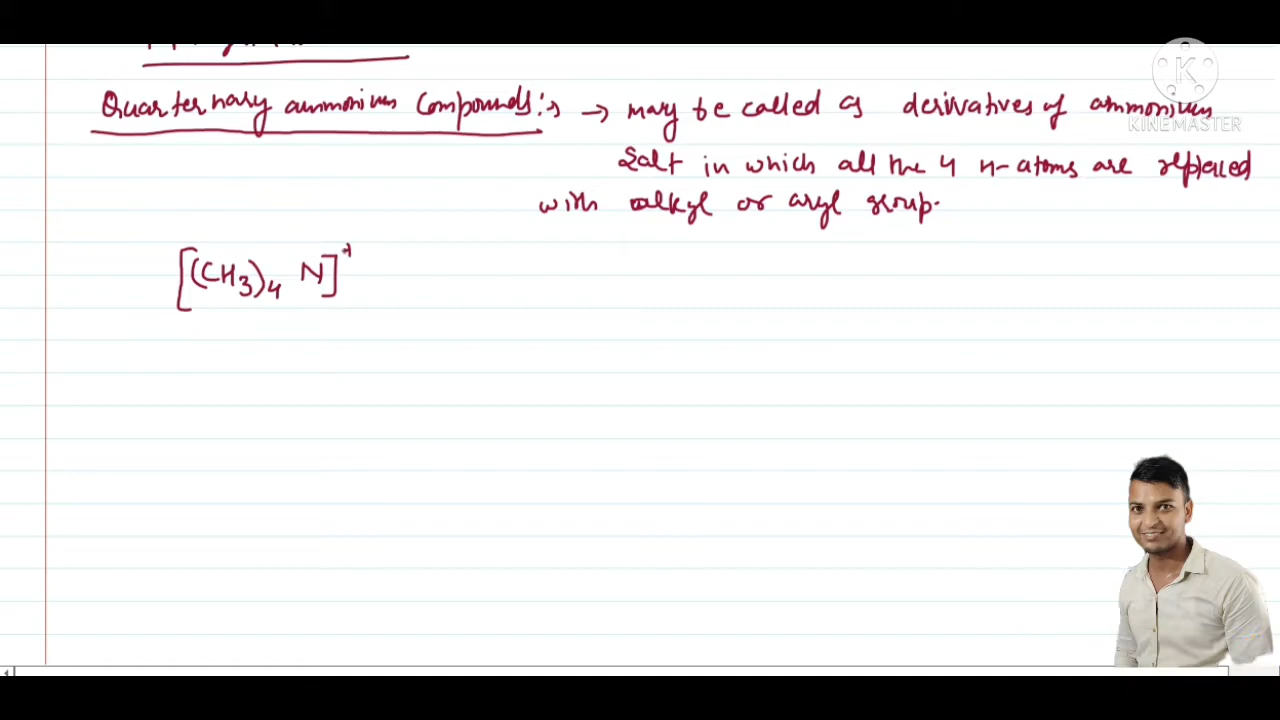 Quarternary ammonium Compounds :→ → may be called as derivatives of ammonium
Salt in which all the 4 H-atoms are replaced
with alkyl or aryl group.
[(CH3)4 N]+
K
KINEMASTER